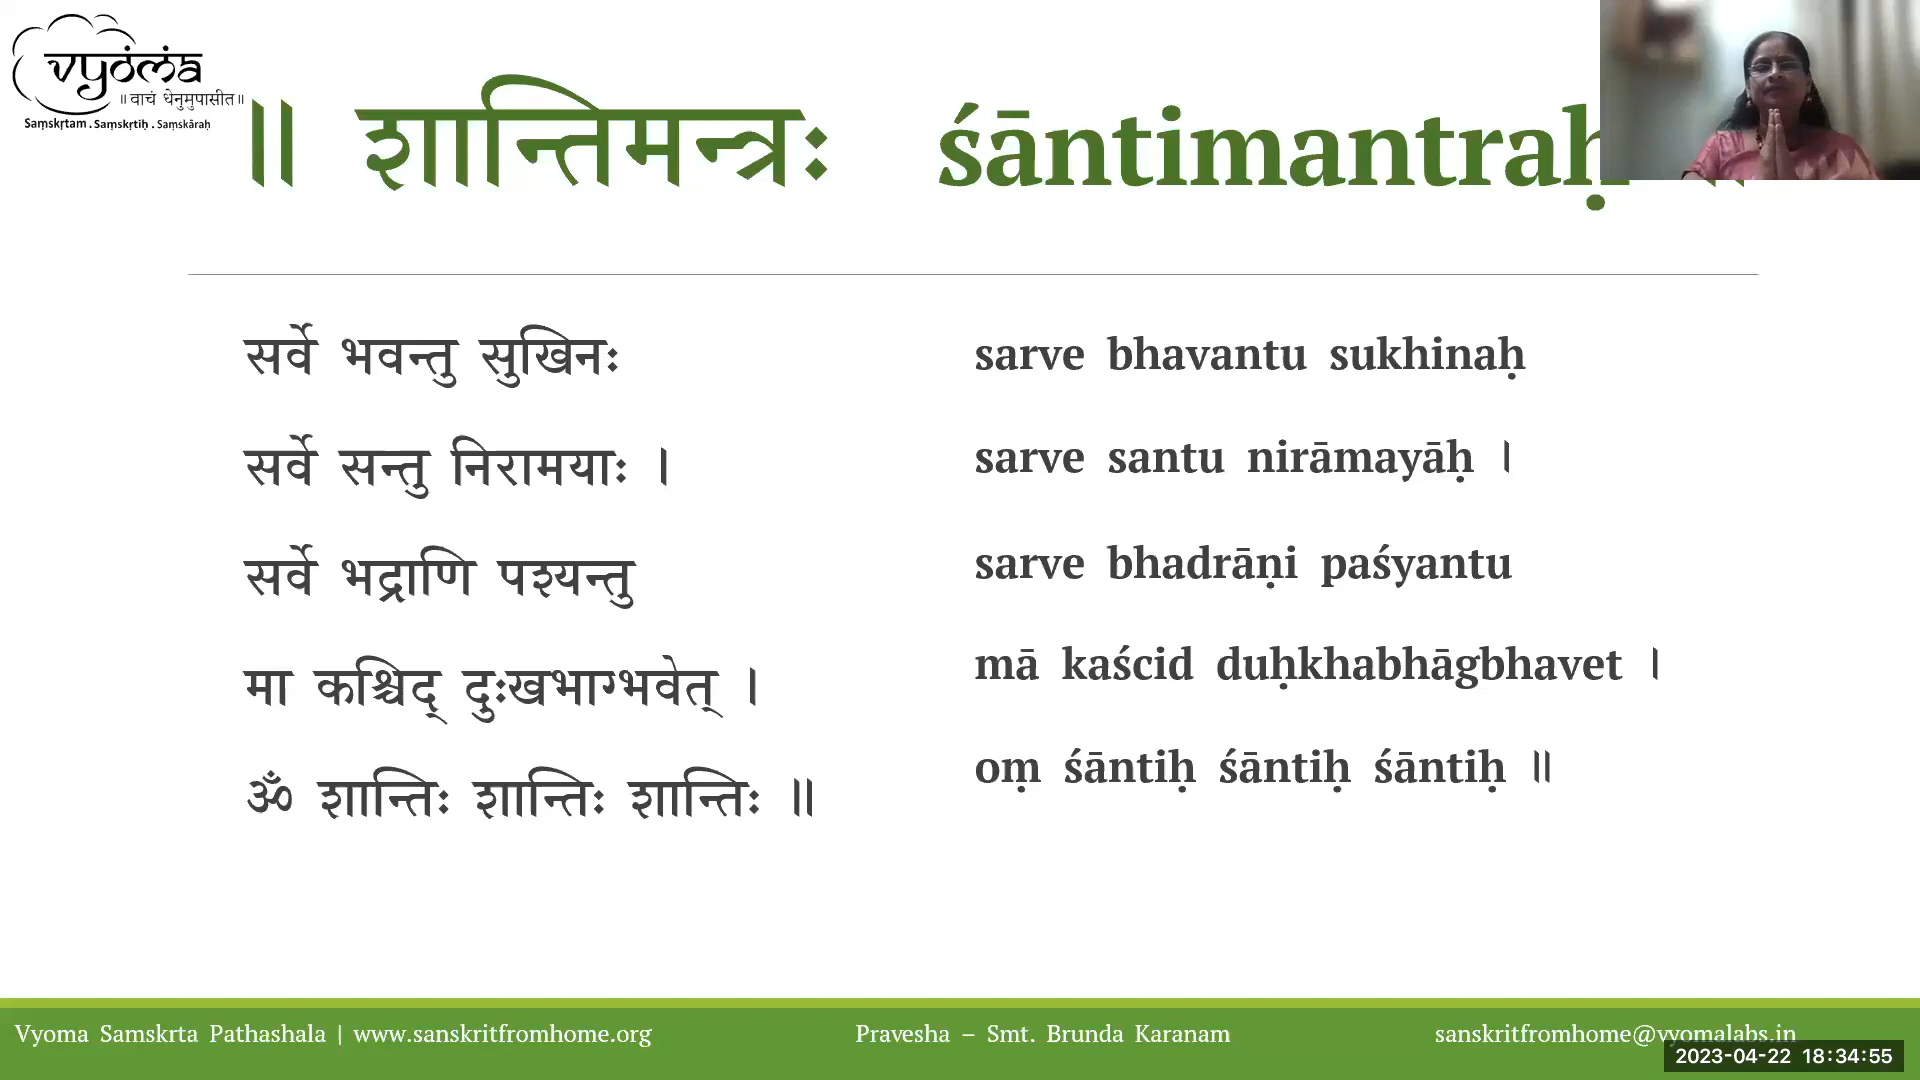 vyoma
॥ वाचं धेनुमुपासीत ॥
Saṃskṛtam . Saṃskṛtiḥ . Saṃskāraḥ
॥ शान्तिमन्त्रः śāntimantraḥ ॥
सर्वे भवन्तु सुखिनः
सर्वे सन्तु निरामयाः ।
सर्वे भद्राणि पश्यन्तु
मा कश्चिद् दुःखभाग्भवेत् ।
ॐ शान्तिः शान्तिः शान्तिः ॥
sarve bhavantu sukhinaḥ
sarve santu nirāmayāḥ ।
sarve bhadrāṇi paśyantu
mā kaścid duḥkhabhāgbhavet ।
oṃ śāntiḥ śāntiḥ śāntiḥ ॥
Vyoma Samskrta Pathashala | www.sanskritfromhome.org
Pravesha – Smt. Brunda Karanam
sanskritfromhome@vyomalabs.in
2023-04-22 18:34:55